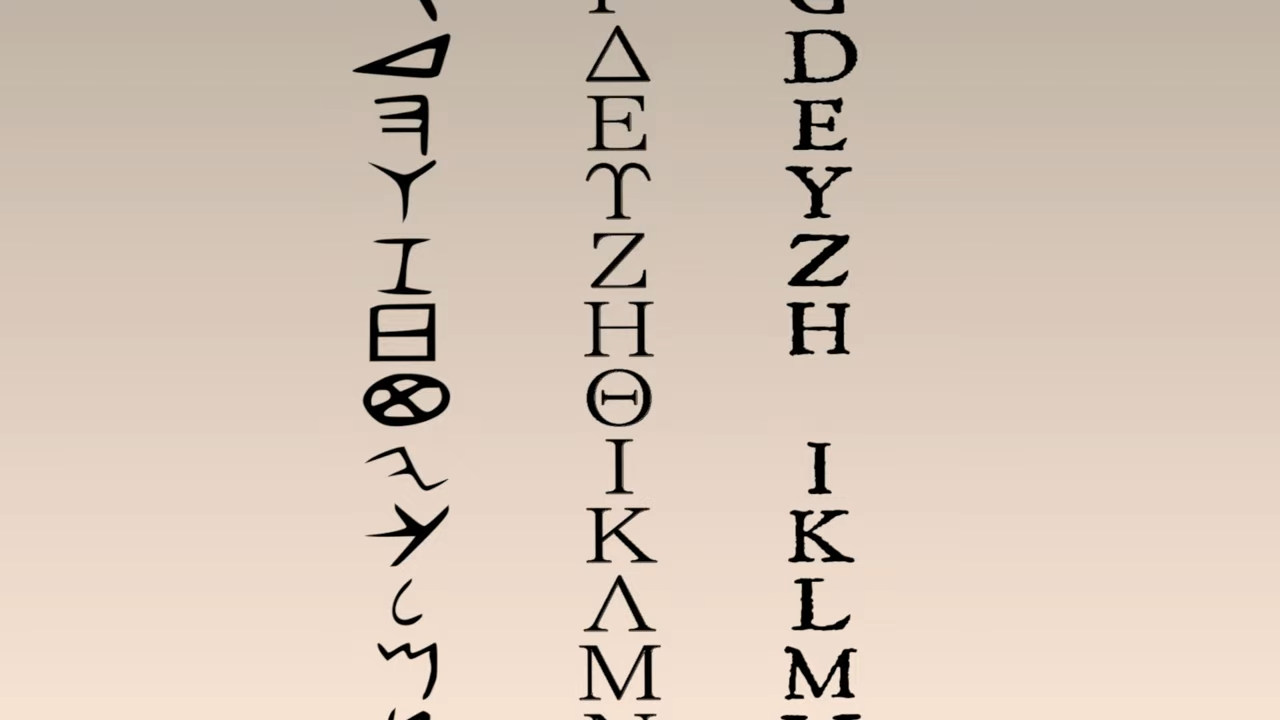 𐤃 Δ D
𐤄 Ε E
𐤅 ϒ Y
𐤆 Ζ Z
𐤇 Η H
𐤈 Θ
𐤉 Ι I
𐤊 Κ K
𐤋 Λ L
𐤌 Μ M